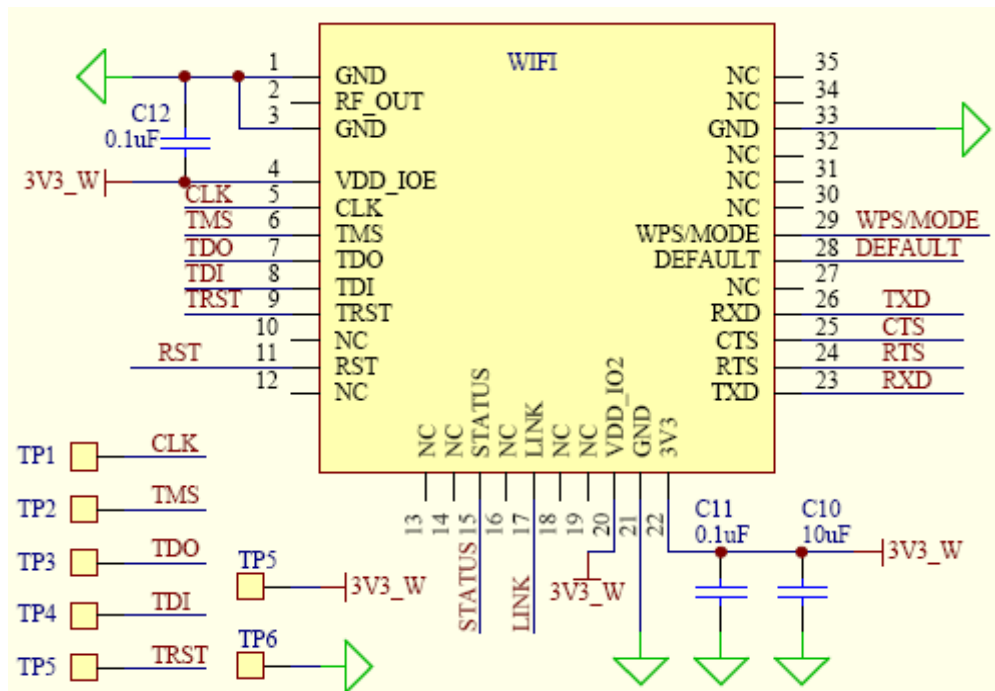 WIFI
1 GND
2 RF_OUT
3 GND
C12
0.1uF
3V3_W
4 VDD_IOE
CLK 5 CLK
TMS 6 TMS
TDO 7 TDO
TDI 8 TDI
TRST 9 TRST
10 NC
RST 11 RST
12 NC
NC 35
NC 34
GND 33
NC 32
NC 31
NC 30
WPS/MODE 29 WPS/MODE
DEFAULT 28 DEFAULT
NC 27
RXD 26 TXD
CTS 25 CTS
RTS 24 RTS
TXD 23 RXD
NC 13
NC 14
STATUS 15 STATUS
NC 16
LINK 17 LINK
NC 18
NC 19
VDD_IO2 20 3V3_W
GND 21
3V3 22
C11
0.1uF
C10
10uF
3V3_W
TP1 CLK
TP2 TMS
TP3 TDO
TP4 TDI
TP5 TRST
TP5 3V3_W
TP6